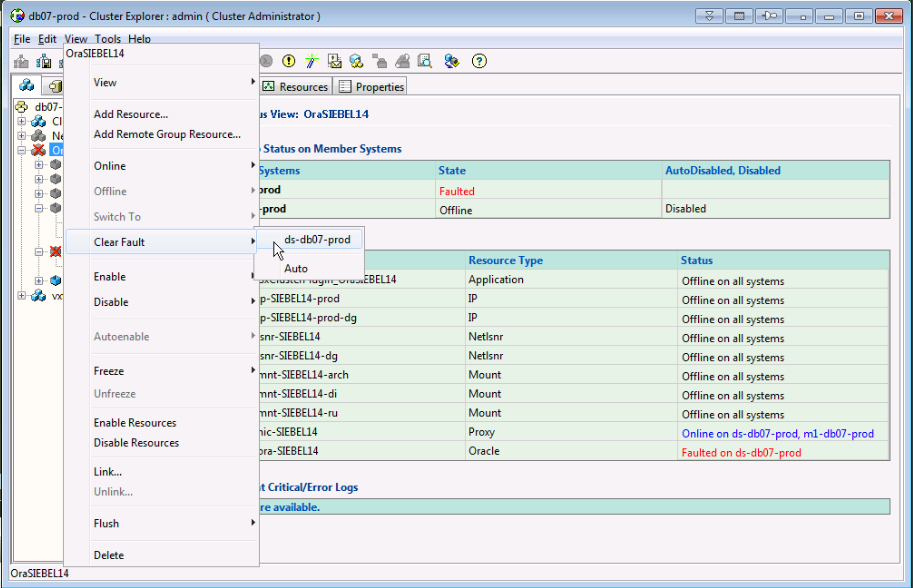 db07-prod - Cluster Explorer : admin ( Cluster Administrator )
File Edit View Tools Help
OraSIEBEL14
View
Add Resource...
Add Remote Group Resource...
Online
Offline
Switch To
Clear Fault
ds-db07-prod
Auto
Enable
Disable
Autoenable
Freeze
Unfreeze
Enable Resources
Disable Resources
Link...
Unlink...
Flush
Delete
db07-
Cl
Ne
Or
vx
Resources Properties
us View: OraSIEBEL14
Status on Member Systems
Systems State AutoDisabled, Disabled
prod Faulted
-prod Offline Disabled
Resource Type Status
Application Offline on all systems
p-SIEBEL14-prod IP Offline on all systems
p-SIEBEL14-prod-dg IP Offline on all systems
snr-SIEBEL14 Netlsnr Offline on all systems
snr-SIEBEL14-dg Netlsnr Offline on all systems
mnt-SIEBEL14-arch Mount Offline on all systems
mnt-SIEBEL14-di Mount Offline on all systems
mnt-SIEBEL14-ru Mount Offline on all systems
nic-SIEBEL14 Proxy Online on ds-db07-prod, m1-db07-prod
ora-SIEBEL14 Oracle Faulted on ds-db07-prod
t Critical/Error Logs
re available.
OraSIEBEL14